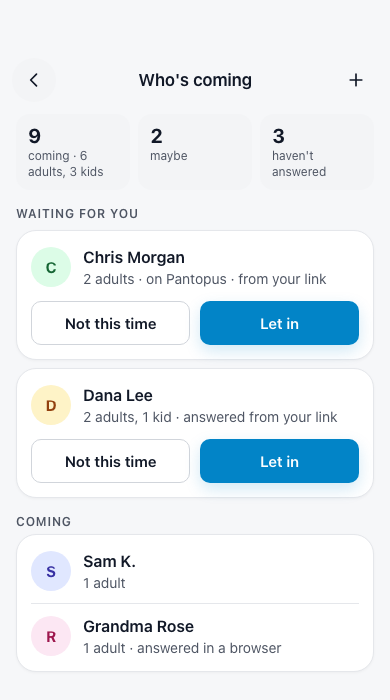 Who's coming
9
coming · 6
adults, 3 kids
2
maybe
3
haven't
answered
WAITING FOR YOU
C
Chris Morgan
2 adults · on Pantopus · from your link
Not this time
Let in
D
Dana Lee
2 adults, 1 kid · answered from your link
Not this time
Let in
COMING
S
Sam K.
1 adult
R
Grandma Rose
1 adult · answered in a browser